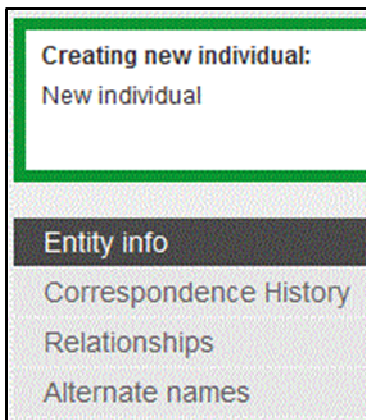 Creating new individual:
New individual
Entity info
Correspondence History
Relationships
Alternate names